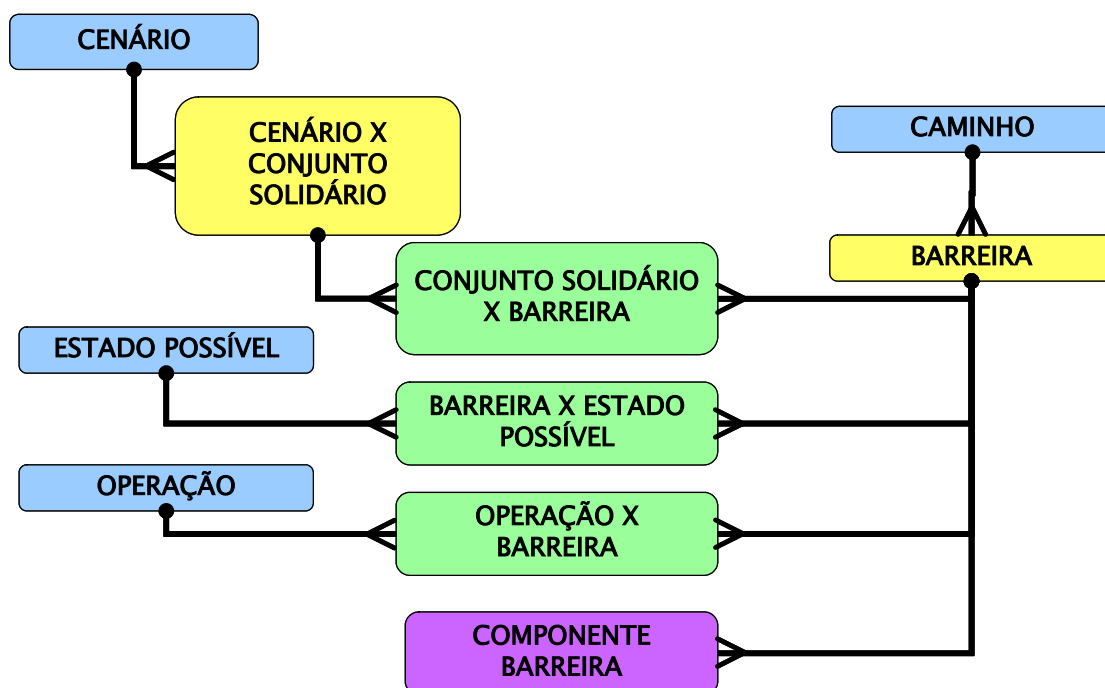 CENÁRIO
CENÁRIO X
CONJUNTO
SOLIDÁRIO
CAMINHO
BARREIRA
CONJUNTO SOLIDÁRIO
X BARREIRA
ESTADO POSSÍVEL
BARREIRA X ESTADO
POSSÍVEL
OPERAÇÃO
OPERAÇÃO X
BARREIRA
COMPONENTE
BARREIRA